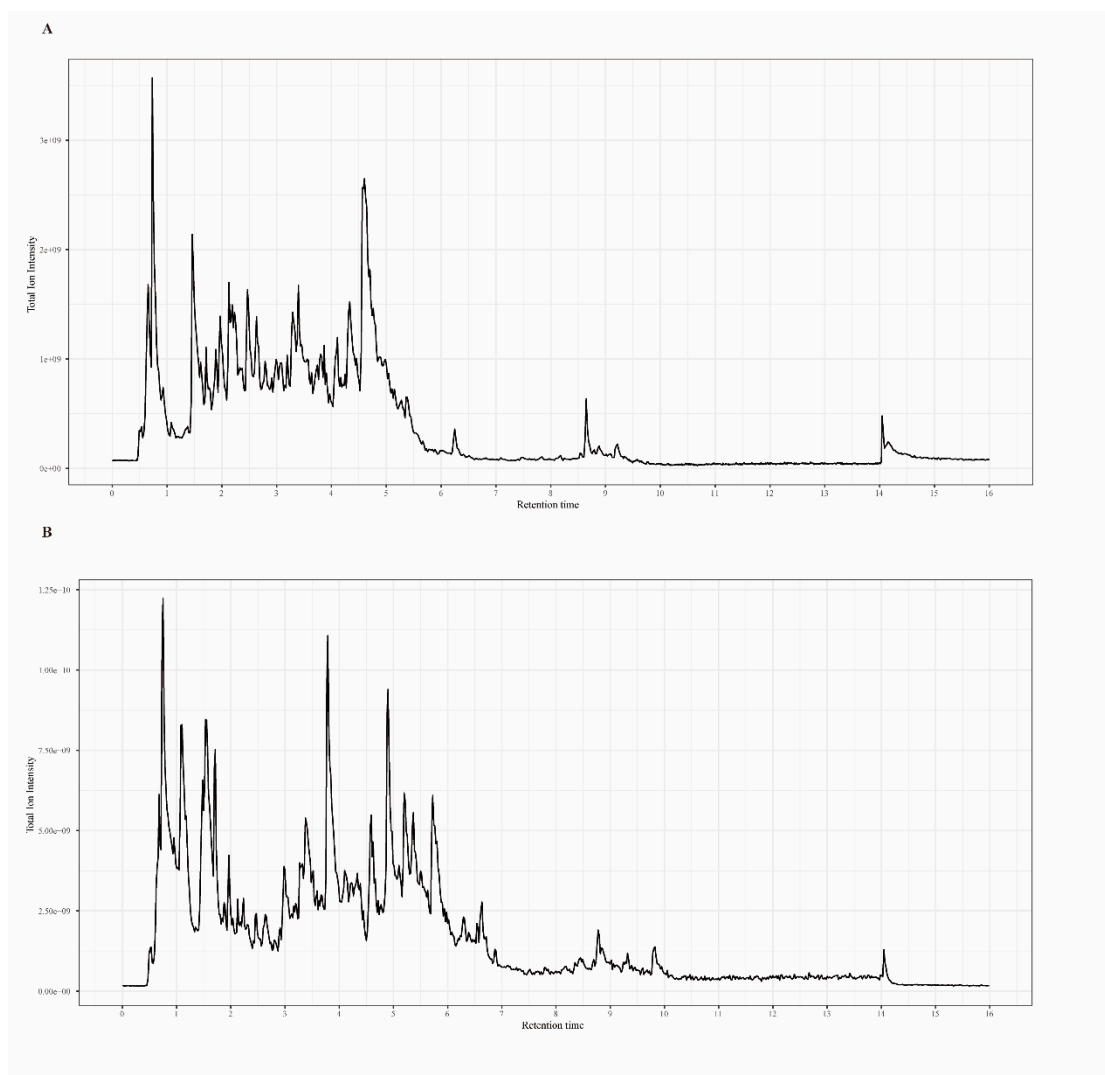 A
Total Ion Intensity
3e+09
2e+09
1e+09
0e+00
0 1 2 3 4 5 6 7 8 9 10 11 12 13 14 15 16
Retention time
B
Total Ion Intensity
1.25e−10
1.00e−10
7.50e−09
5.00e−09
2.50e−09
0.00e−00
0 1 2 3 4 5 6 7 8 9 10 11 12 13 14 15 16
Retention time